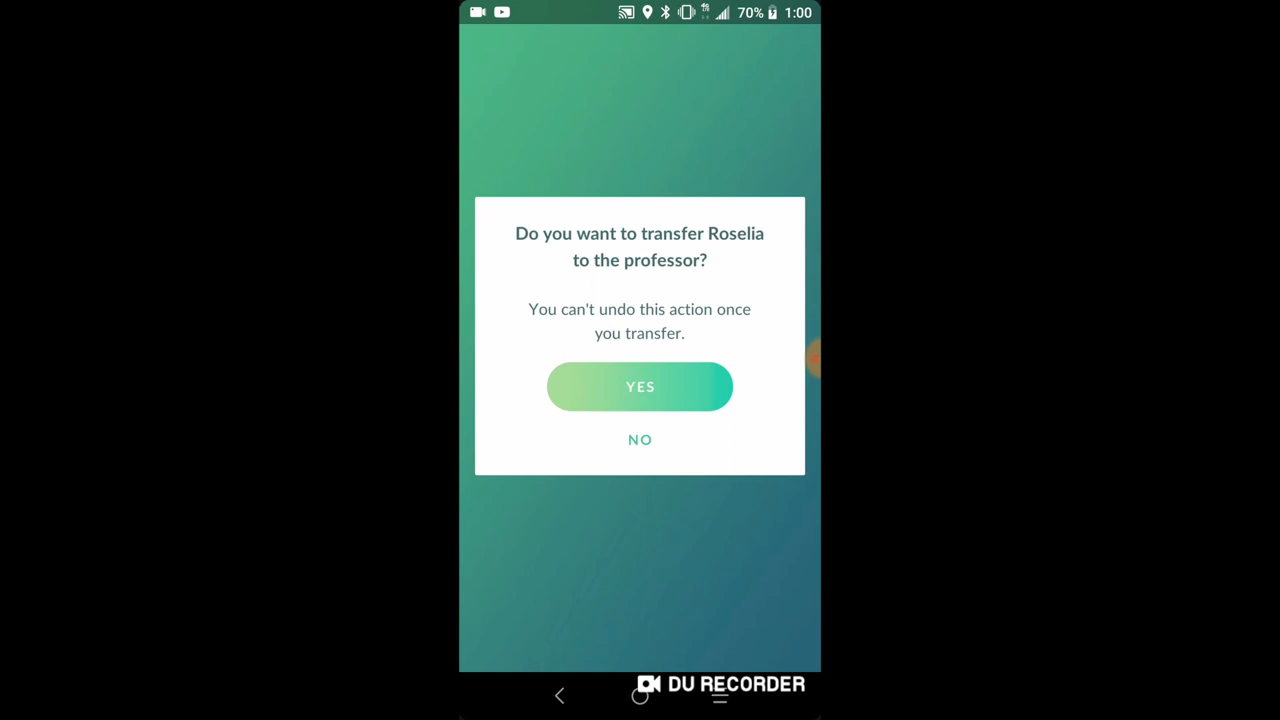 70% 1:00
Do you want to transfer Roselia
to the professor?
You can't undo this action once
you transfer.
YES
NO
DU RECORDER